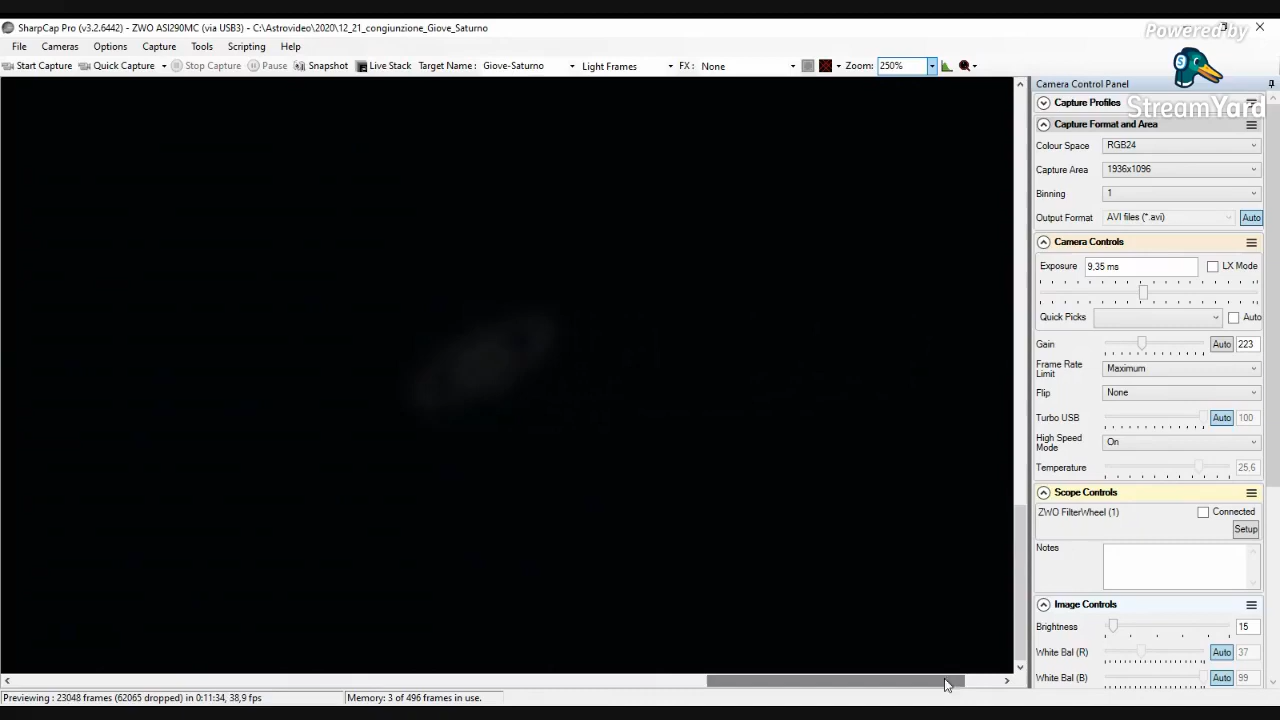 SharpCap Pro (v3.2.6442) - ZWO ASI290MC (via USB3) - C:\Astrovideo\2020\12_21_congiunzione_Giove_Saturno
Powered by
File Cameras Options Capture Tools Scripting Help
Start Capture Quick Capture Stop Capture Pause Snapshot Live Stack Target Name : Giove-Saturno Light Frames FX : None Zoom: 250%
StreamYard
Camera Control Panel
Capture Profiles
Capture Format and Area
Colour Space RGB24
Capture Area 1936x1096
Binning 1
Output Format AVI files (*.avi) Auto
Camera Controls
Exposure 9,35 ms LX Mode
Quick Picks Auto
Gain Auto 223
Frame Rate
Limit Maximum
Flip None
Turbo USB Auto 100
High Speed
Mode On
Temperature 25,6
Scope Controls
ZWO FilterWheel (1) Connected
Setup
Notes
Image Controls
Brightness 15
White Bal (R) Auto 37
White Bal (B) Auto 99
Previewing : 23048 frames (62065 dropped) in 0:11:34, 38,9 fps Memory: 3 of 496 frames in use.